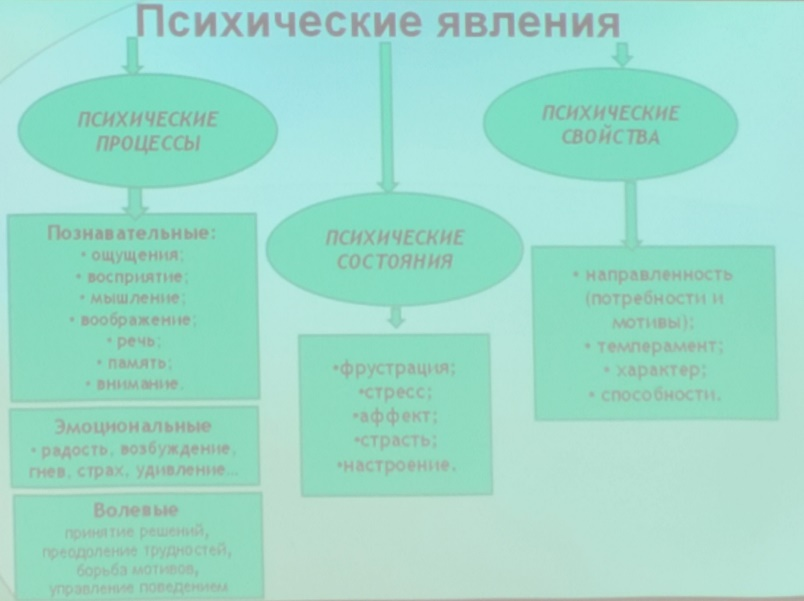 Психические явления
ПСИХИЧЕСКИЕ
ПРОЦЕССЫ
Познавательные:
• ощущения;
• восприятие;
• мышление;
• воображение;
• речь;
• память;
• внимание.
Эмоциональные
• радость, возбуждение,
гнев, страх, удивление...
Волевые
принятие решений,
преодоление трудностей,
борьба мотивов,
управление поведением
ПСИХИЧЕСКИЕ
СОСТОЯНИЯ
•фрустрация;
•стресс;
•аффект;
•страсть;
•настроение.
ПСИХИЧЕСКИЕ
СВОЙСТВА
• направленность
(потребности и
мотивы);
• темперамент;
• характер;
• способности.